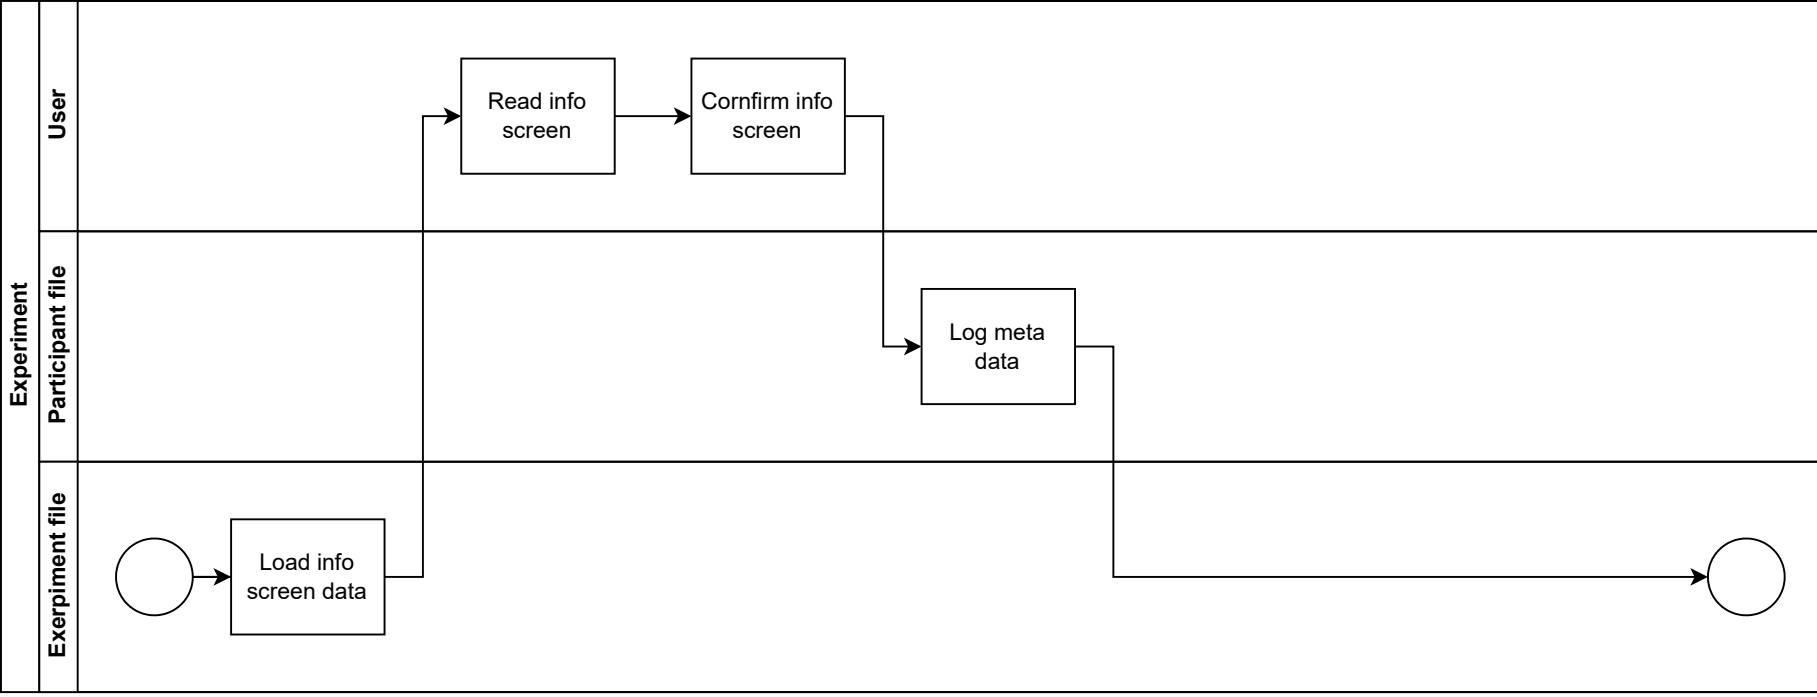 Experiment
User
Read info
screen
Cornfirm info
screen
Participant file
Log meta
data
Exerpiment file
Load info
screen data